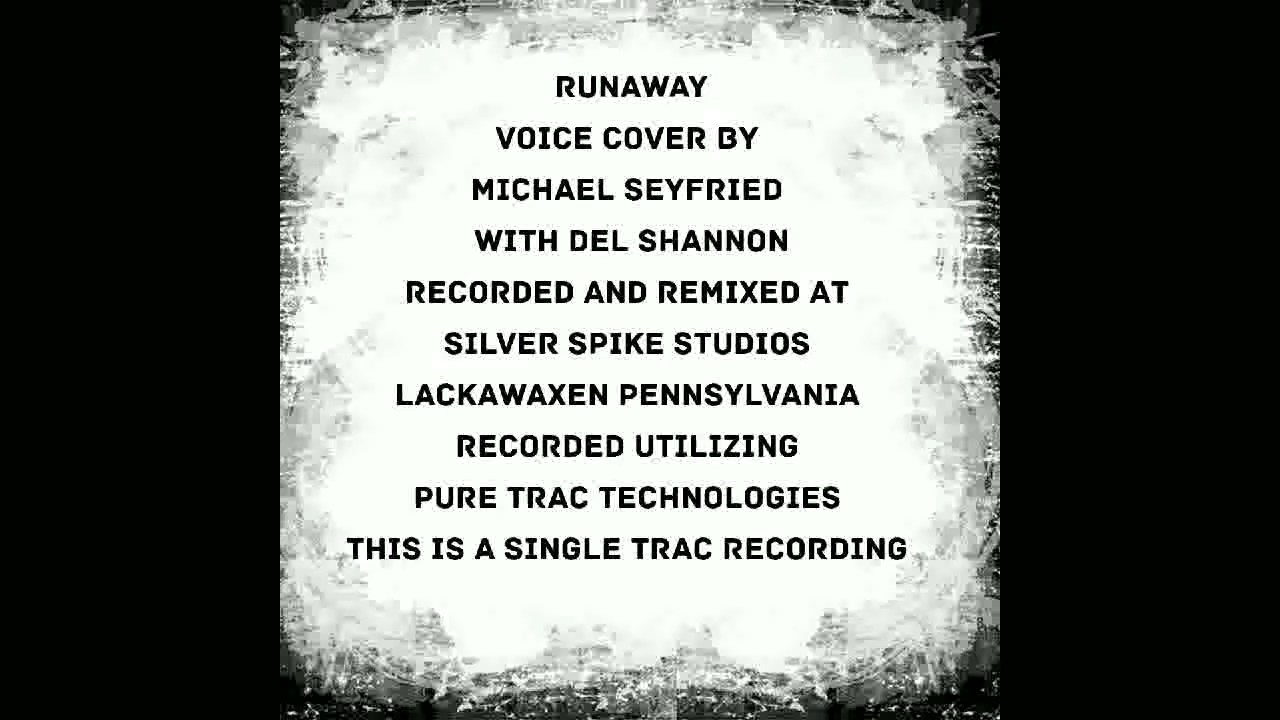 RUNAWAY
VOICE COVER BY
MICHAEL SEYFRIED
WITH DEL SHANNON
RECORDED AND REMIXED AT
SILVER SPIKE STUDIOS
LACKAWAXEN PENNSYLVANIA
RECORDED UTILIZING
PURE TRAC TECHNOLOGIES
THIS IS A SINGLE TRAC RECORDING